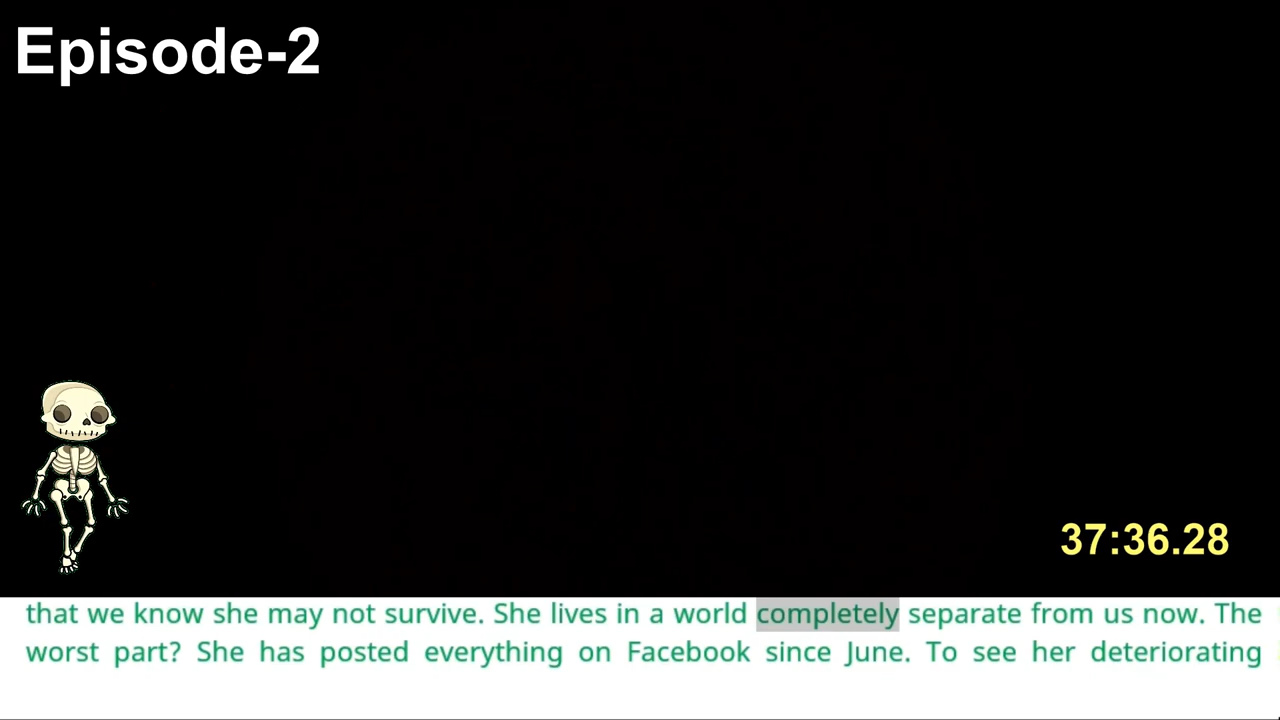 Episode-2
37:36.28
that we know she may not survive. She lives in a world completely separate from us now. The
worst part? She has posted everything on Facebook since June. To see her deteriorating